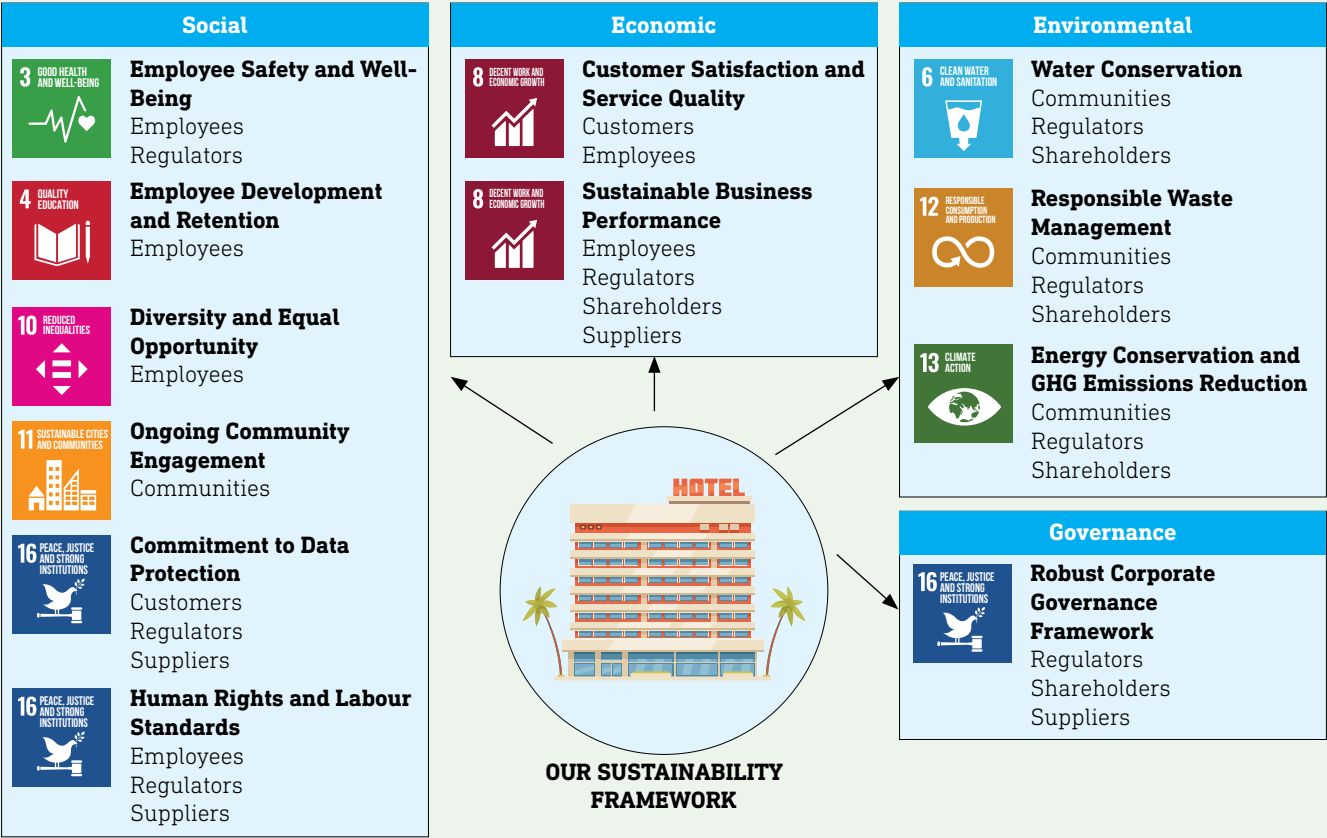 Social
3 GOOD HEALTH
AND WELL-BEING
Employee Safety and Well-
Being
Employees
Regulators
4 QUALITY
EDUCATION
Employee Development
and Retention
Employees
10 REDUCED
INEQUALITIES
Diversity and Equal
Opportunity
Employees
11 SUSTAINABLE CITIES
AND COMMUNITIES
Ongoing Community
Engagement
Communities
16 PEACE, JUSTICE
AND STRONG
INSTITUTIONS
Commitment to Data
Protection
Customers
Regulators
Suppliers
16 PEACE, JUSTICE
AND STRONG
INSTITUTIONS
Human Rights and Labour
Standards
Employees
Regulators
Suppliers
Economic
8 DECENT WORK AND
ECONOMIC GROWTH
Customer Satisfaction and
Service Quality
Customers
Employees
8 DECENT WORK AND
ECONOMIC GROWTH
Sustainable Business
Performance
Employees
Regulators
Shareholders
Suppliers
HOTEL
OUR SUSTAINABILITY
FRAMEWORK
Environmental
6 CLEAN WATER
AND SANITATION
Water Conservation
Communities
Regulators
Shareholders
12 RESPONSIBLE
CONSUMPTION
AND PRODUCTION
Responsible Waste
Management
Communities
Regulators
Shareholders
13 CLIMATE
ACTION
Energy Conservation and
GHG Emissions Reduction
Communities
Regulators
Shareholders
Governance
16 PEACE, JUSTICE
AND STRONG
INSTITUTIONS
Robust Corporate
Governance
Framework
Regulators
Shareholders
Suppliers